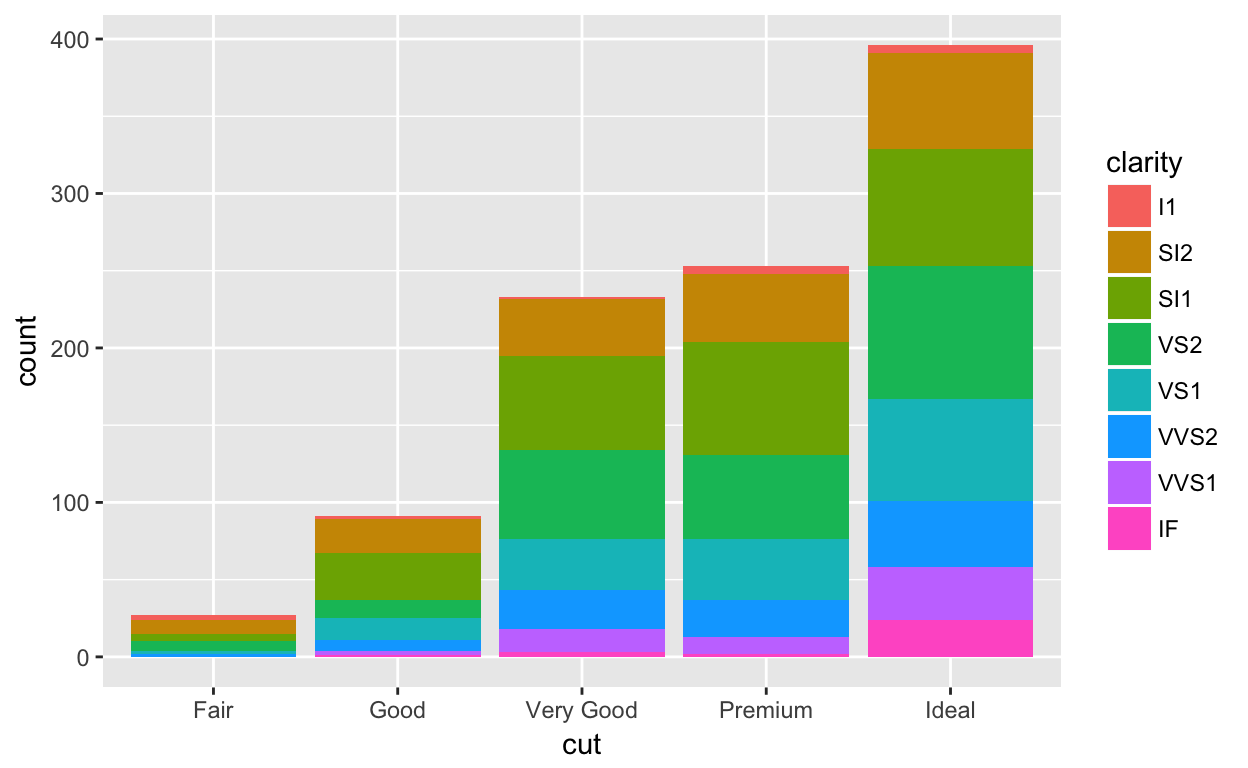 400
300
200
100
0
count
Fair Good Very Good Premium Ideal
cut
clarity
I1
SI2
SI1
VS2
VS1
VVS2
VVS1
IF